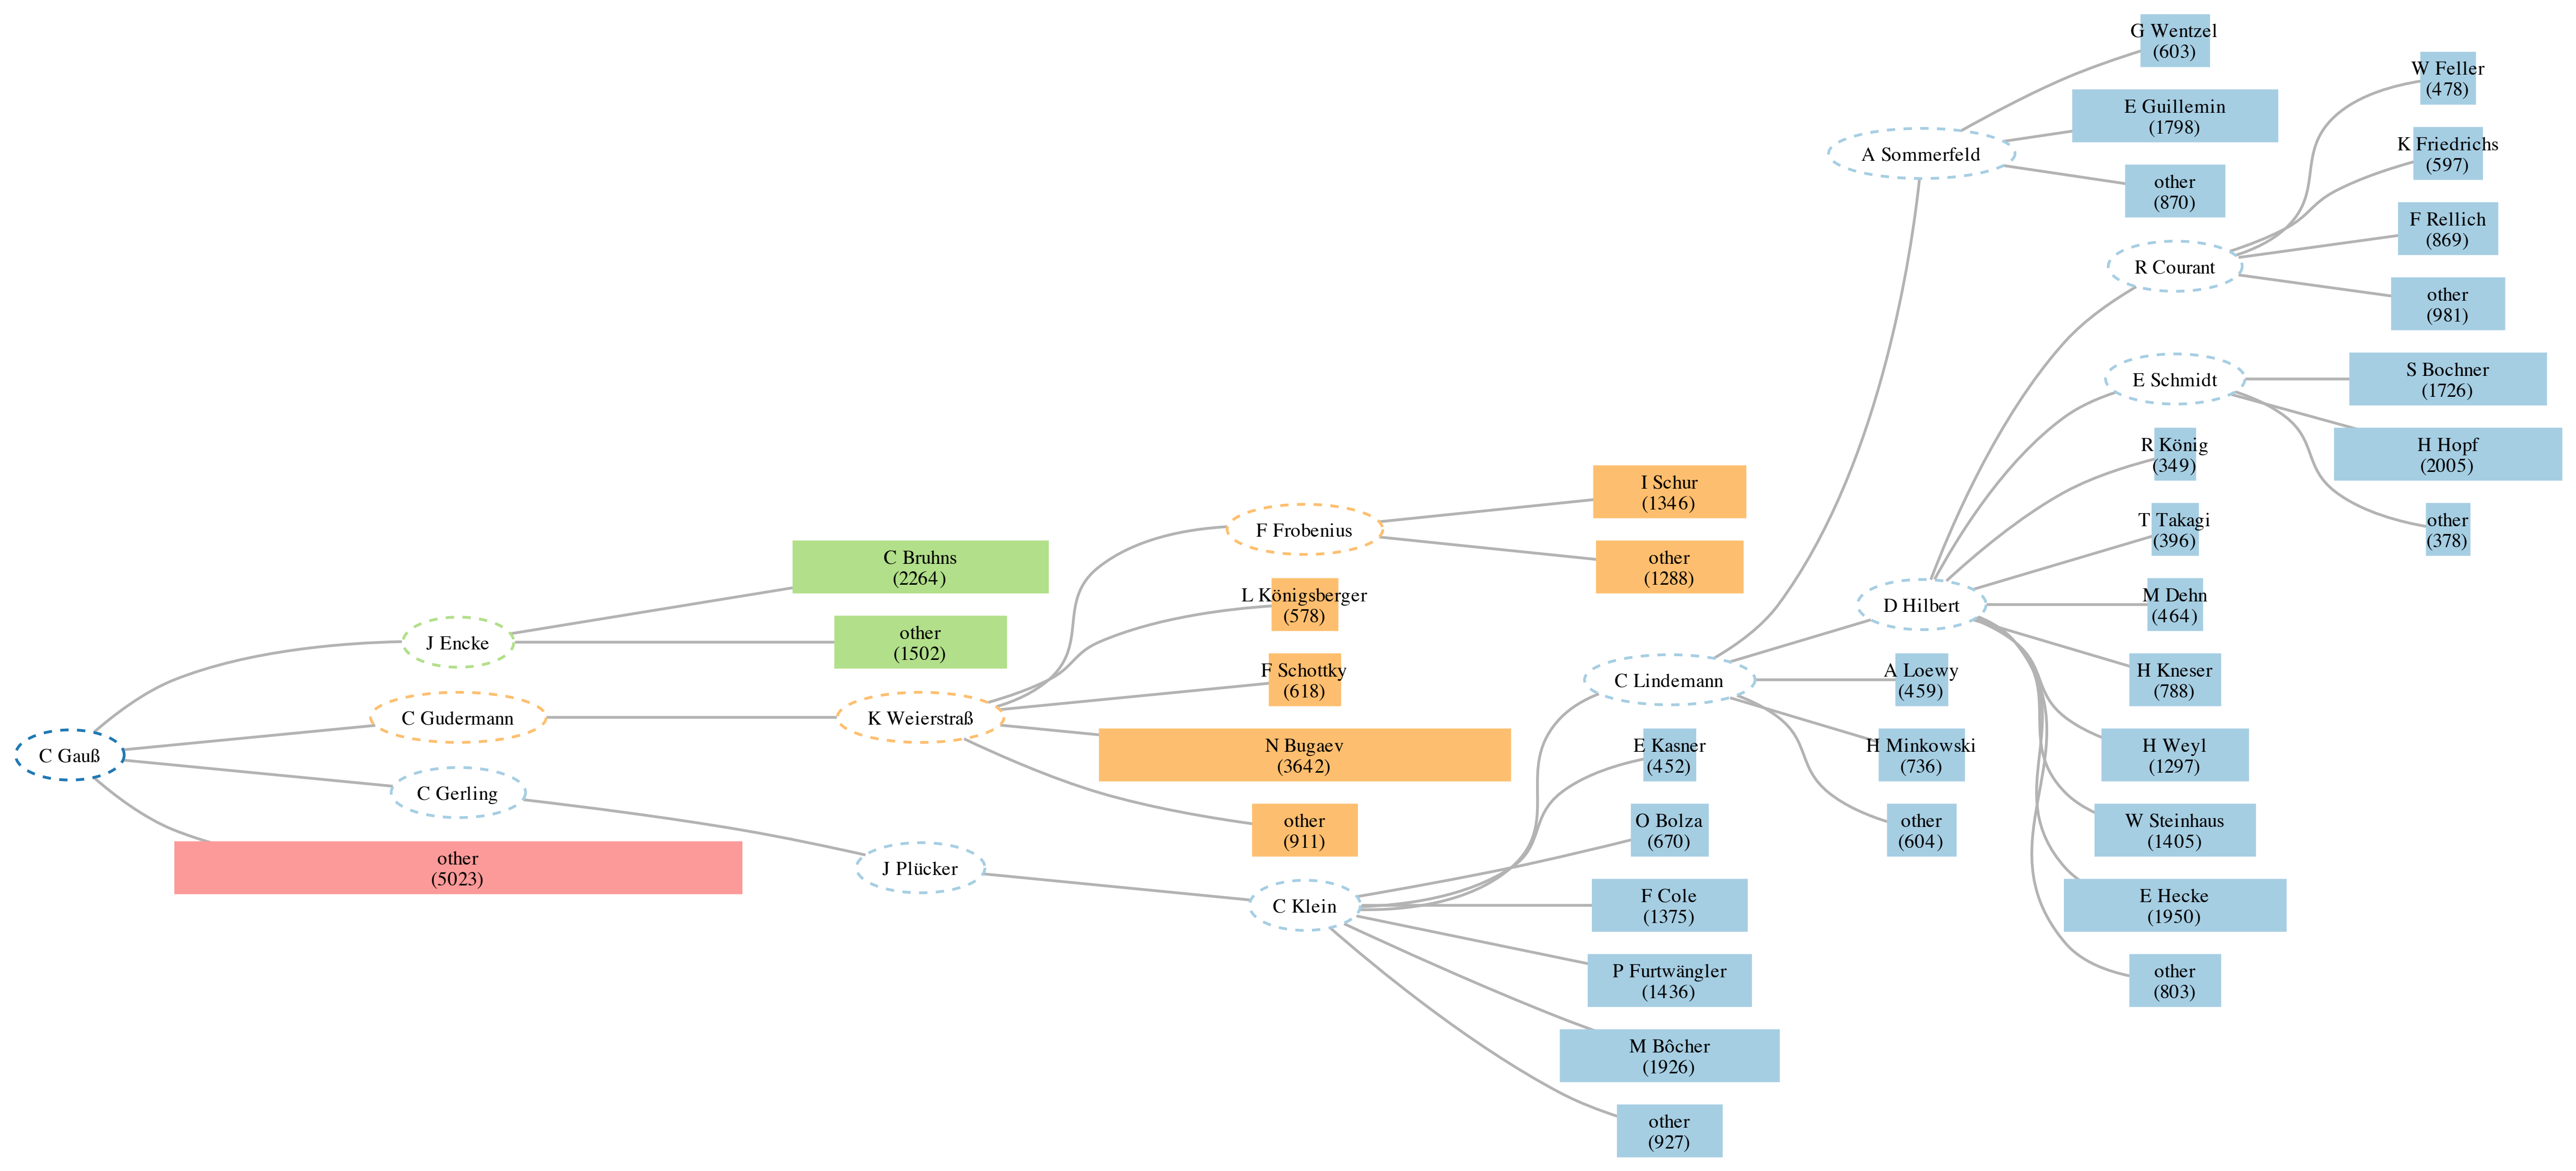 C Gauß
J Encke
C Gudermann
C Gerling
other
(5023)
C Bruhns
(2264)
other
(1502)
K Weierstraß
J Plücker
F Frobenius
L Königsberger
(578)
F Schottky
(618)
N Bugaev
(3642)
other
(911)
C Klein
I Schur
(1346)
other
(1288)
C Lindemann
E Kasner
(452)
O Bolza
(670)
F Cole
(1375)
P Furtwängler
(1436)
M Bôcher
(1926)
other
(927)
A Sommerfeld
D Hilbert
A Loewy
(459)
H Minkowski
(736)
other
(604)
G Wentzel
(603)
E Guillemin
(1798)
other
(870)
R Courant
E Schmidt
R König
(349)
T Takagi
(396)
M Dehn
(464)
H Kneser
(788)
H Weyl
(1297)
W Steinhaus
(1405)
E Hecke
(1950)
other
(803)
W Feller
(478)
K Friedrichs
(597)
F Rellich
(869)
other
(981)
S Bochner
(1726)
H Hopf
(2005)
other
(378)